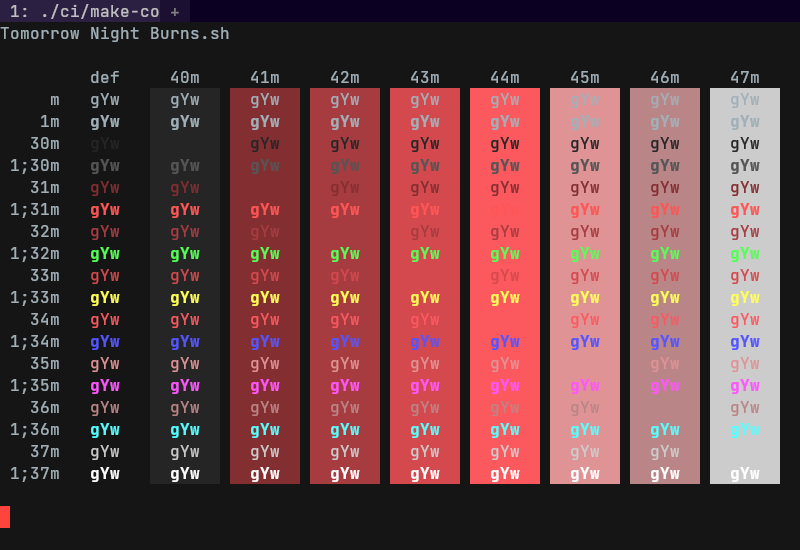 1: ./ci/make-co +
Tomorrow Night Burns.sh
def 40m 41m 42m 43m 44m 45m 46m 47m
m gYw gYw gYw gYw gYw gYw gYw gYw gYw
1m gYw gYw gYw gYw gYw gYw gYw gYw gYw
30m gYw gYw gYw gYw gYw gYw gYw gYw
1;30m gYw gYw gYw gYw gYw gYw gYw gYw gYw
31m gYw gYw gYw gYw gYw gYw gYw gYw
1;31m gYw gYw gYw gYw gYw gYw gYw gYw
32m gYw gYw gYw gYw gYw gYw gYw gYw
1;32m gYw gYw gYw gYw gYw gYw gYw gYw gYw
33m gYw gYw gYw gYw gYw gYw gYw gYw
1;33m gYw gYw gYw gYw gYw gYw gYw gYw gYw
34m gYw gYw gYw gYw gYw gYw gYw gYw
1;34m gYw gYw gYw gYw gYw gYw gYw gYw gYw
35m gYw gYw gYw gYw gYw gYw gYw gYw
1;35m gYw gYw gYw gYw gYw gYw gYw gYw gYw
36m gYw gYw gYw gYw gYw gYw gYw gYw
1;36m gYw gYw gYw gYw gYw gYw gYw gYw gYw
37m gYw gYw gYw gYw gYw gYw gYw gYw
1;37m gYw gYw gYw gYw gYw gYw gYw gYw gYw